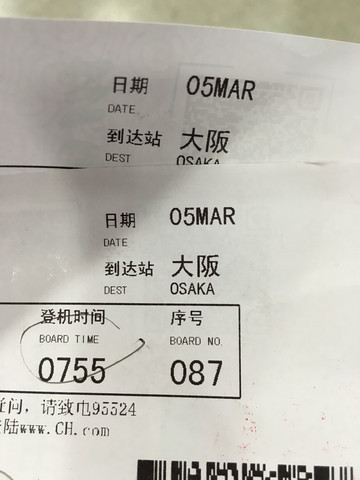 日期 05MAR
DATE
到达站 大阪
DEST OSAKA
日期 05MAR
DATE
到达站 大阪
DEST OSAKA
登机时间 序号
BOARD TIME BOARD NO.
0755 087
问，请致电95524
陆www.CH.com